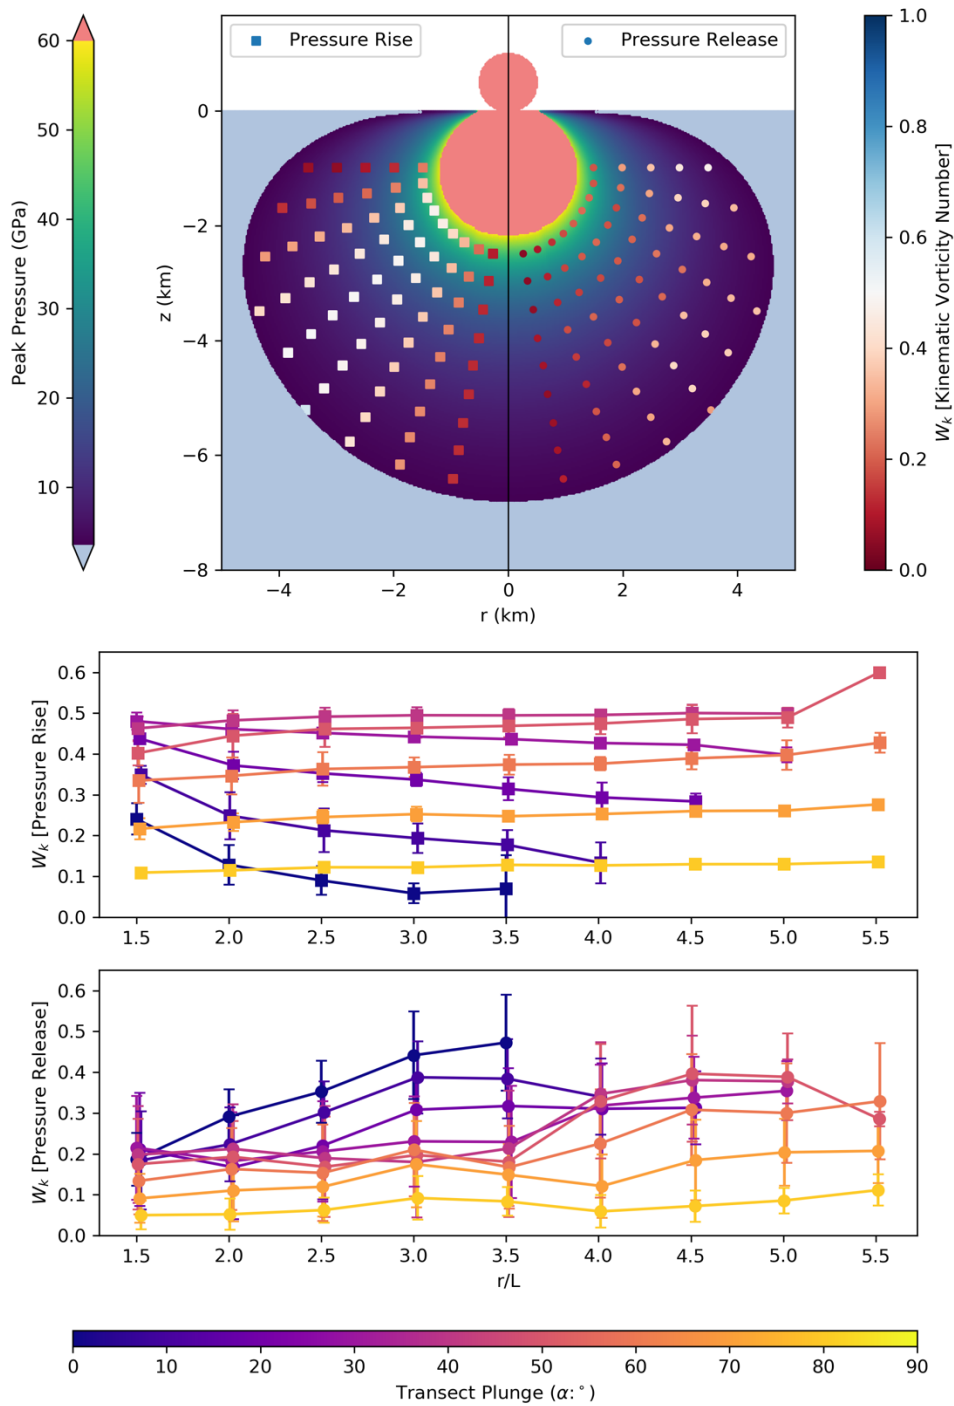 Pressure Rise
Pressure Release
60
50
40
30
20
10
Peak Pressure (GPa)
0
−2
−4
−6
−8
z (km)
−4
−2
0
2
4
r (km)
1.0
0.8
0.6
0.4
0.2
0.0
Wₖ [Kinematic Vorticity Number]
0.6
0.5
0.4
0.3
0.2
0.1
0.0
Wₖ [Pressure Rise]
1.5 2.0 2.5 3.0 3.5 4.0 4.5 5.0 5.5
0.6
0.5
0.4
0.3
0.2
0.1
0.0
Wₖ [Pressure Release]
1.5 2.0 2.5 3.0 3.5 4.0 4.5 5.0 5.5
r/L
0 10 20 30 40 50 60 70 80 90
Transect Plunge (α:°)